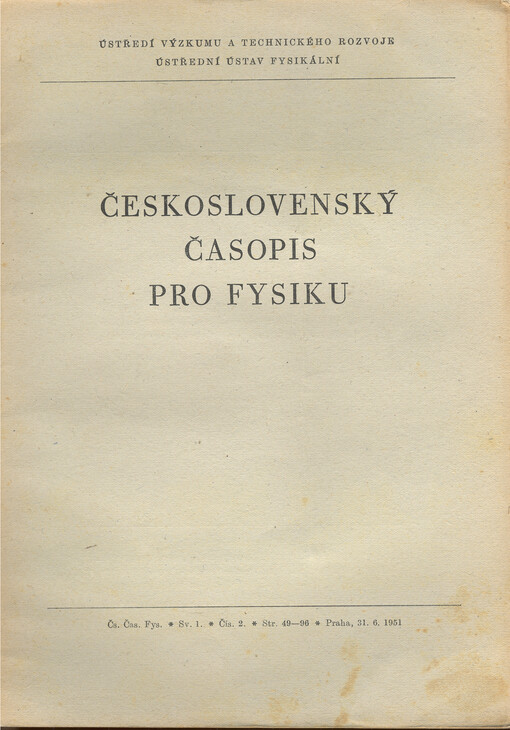 ÚSTŘEDÍ VÝZKUMU A TECHNICKÉHO ROZVOJE
ÚSTŘEDNÍ ÚSTAV FYSIKÁLNÍ
ČESKOSLOVENSKÝ
ČASOPIS
PRO FYSIKU
Čs. Čas. Fys. * Sv. 1. * Čís. 2. * Str. 49—96 * Praha, 31. 6. 1951